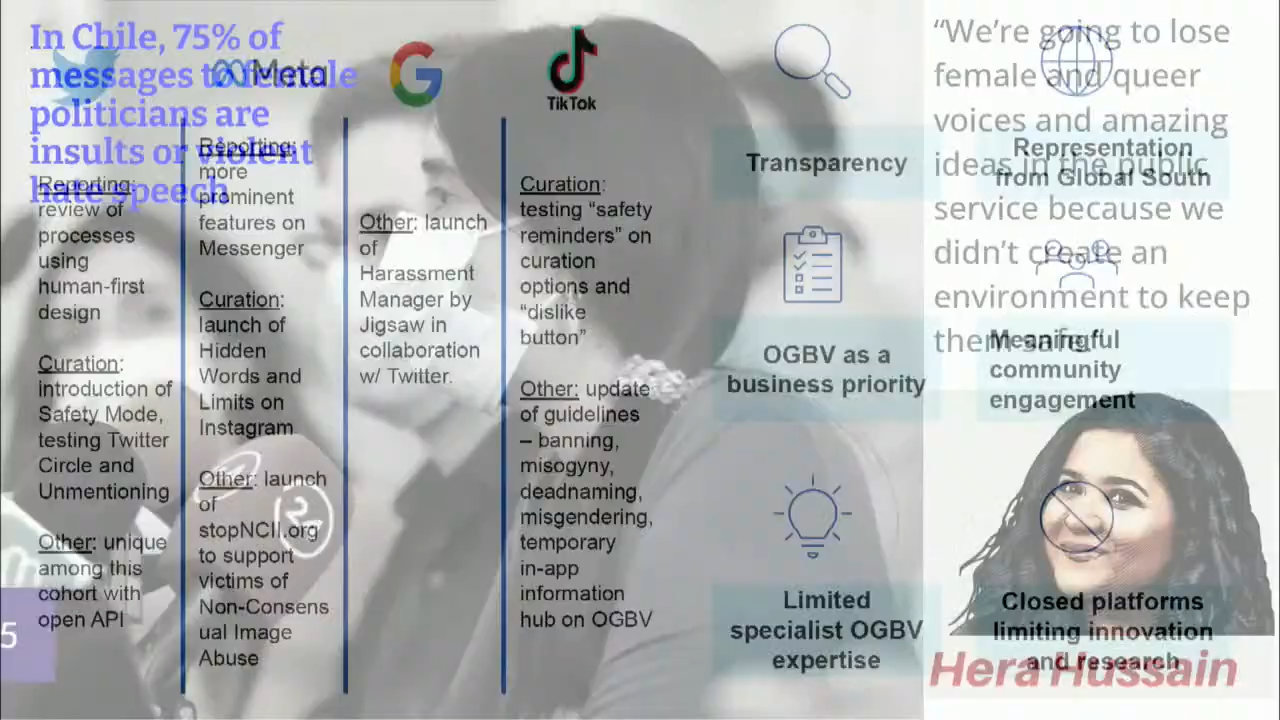 In Chile, 75% of
messages to female
politicians are
insults or violent
hate speech
Meta
TikTok
Reporting:
review of
processes
using
human-first
design
Curation:
introduction of
Safety Mode,
testing Twitter
Circle and
Unmentioning
Other: unique
among this
cohort with
open API
Reporting:
more
prominent
features on
Messenger
Curation:
launch of
Hidden
Words and
Limits on
Instagram
Other: launch
of
stopNCII.org
to support
victims of
Non-Consens
ual Image
Abuse
Other: launch
of
Harassment
Manager by
Jigsaw in
collaboration
w/ Twitter.
Curation:
testing “safety
reminders” on
curation
options and
“dislike
button”
Other: update
of guidelines
– banning,
misogyny,
deadnaming,
misgendering,
temporary
in-app
information
hub on OGBV
Transparency
OGBV as a
business priority
Limited
specialist OGBV
expertise
Representation
from Global South
Meaningful
community
engagement
Closed platforms
limiting innovation
and research
“We’re going to lose
female and queer
voices and amazing
ideas in the public
service because we
didn’t create an
environment to keep
them safe.
Hera Hussain
5
2